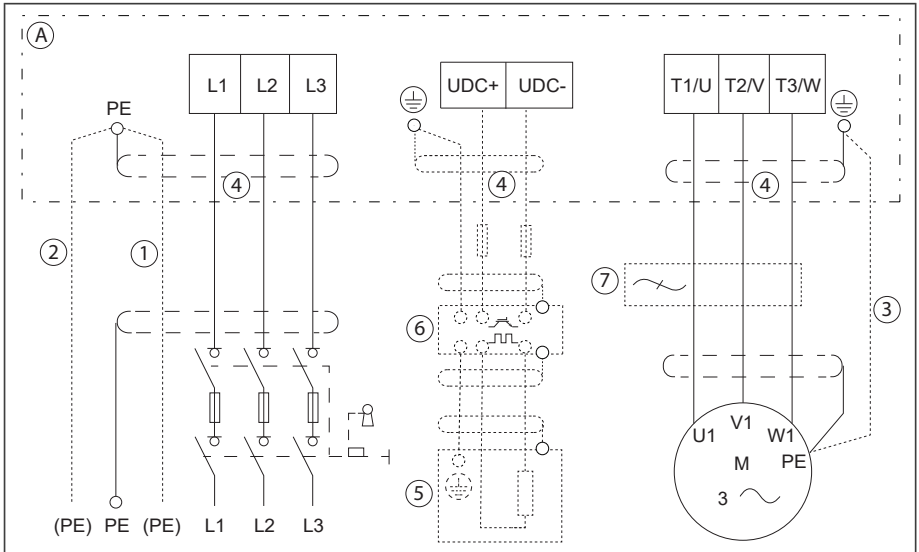 A
L1 L2 L3
UDC+ UDC-
T1/U T2/V T3/W
PE
4 4 4
2 1
7
3
6
U1 V1 W1
M PE
3
5
(PE) PE (PE) L1 L2 L3